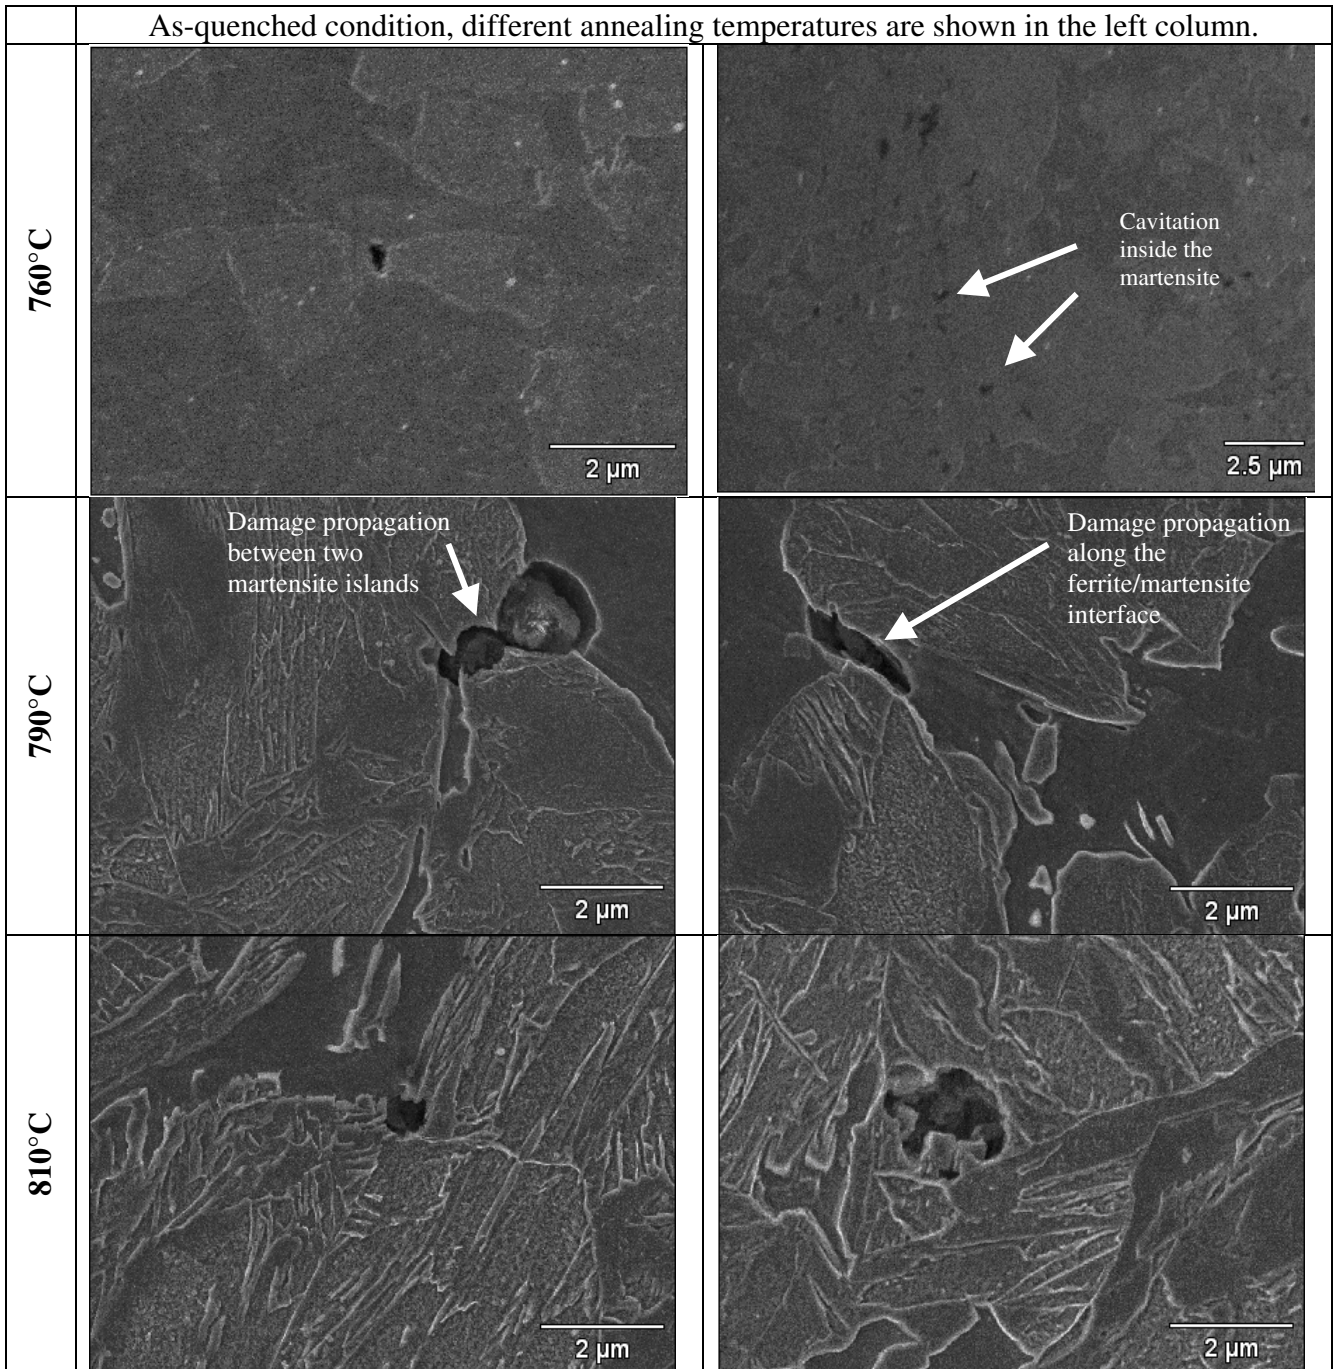 As-quenched condition, different annealing temperatures are shown in the left column.
760°C
2 µm
Cavitation
inside the
martensite
2.5 µm
790°C
Damage propagation
between two
martensite islands
2 µm
Damage propagation
along the
ferrite/martensite
interface
2 µm
810°C
2 µm
2 µm